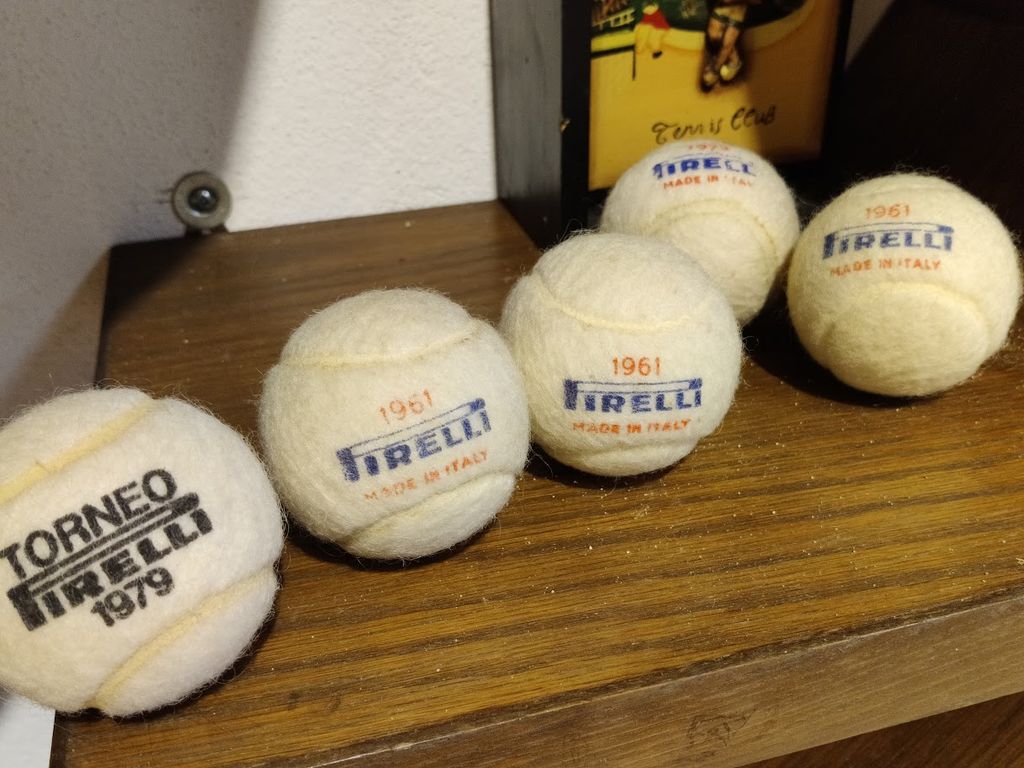 Tennis Club
PIRELLI
MADE IN ITAY
1961
PIRELLI
MADE IN ITALY
1961
PIRELLI
MADE IN ITALY
1961
PIRELLI
MADE IN ITALY
TORNEO
PIRELLI
1979